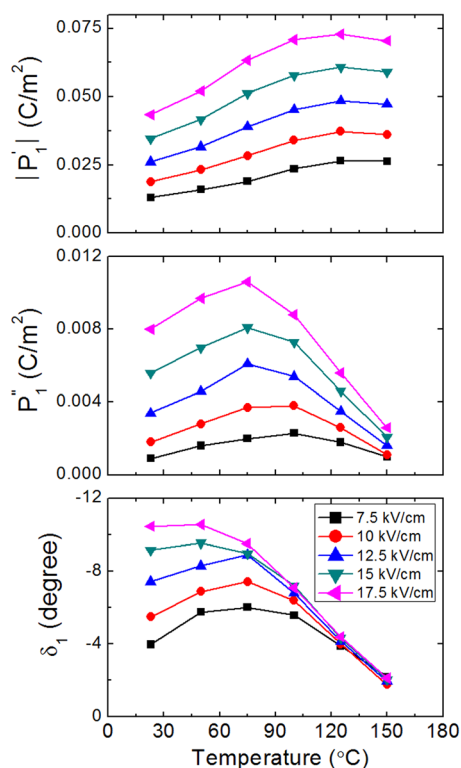 0.075
0.050
0.025
0.000
|P'₁| (C/m²)
0.012
0.008
0.004
0.000
P"₁ (C/m²)
-12
-8
-4
0
δ₁ (degree)
7.5 kV/cm
10 kV/cm
12.5 kV/cm
15 kV/cm
17.5 kV/cm
0 30 60 90 120 150 180
Temperature (°C)